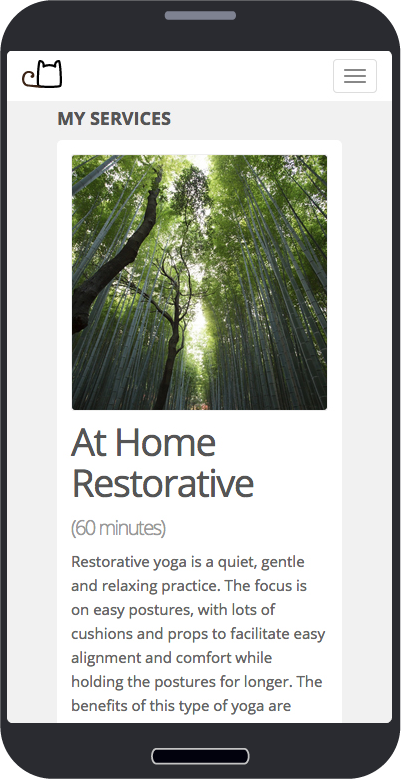 MY SERVICES
At Home
Restorative
(60 minutes)
Restorative yoga is a quiet, gentle
and relaxing practice. The focus is
on easy postures, with lots of
cushions and props to facilitate easy
alignment and comfort while
holding the postures for longer. The
benefits of this type of yoga are